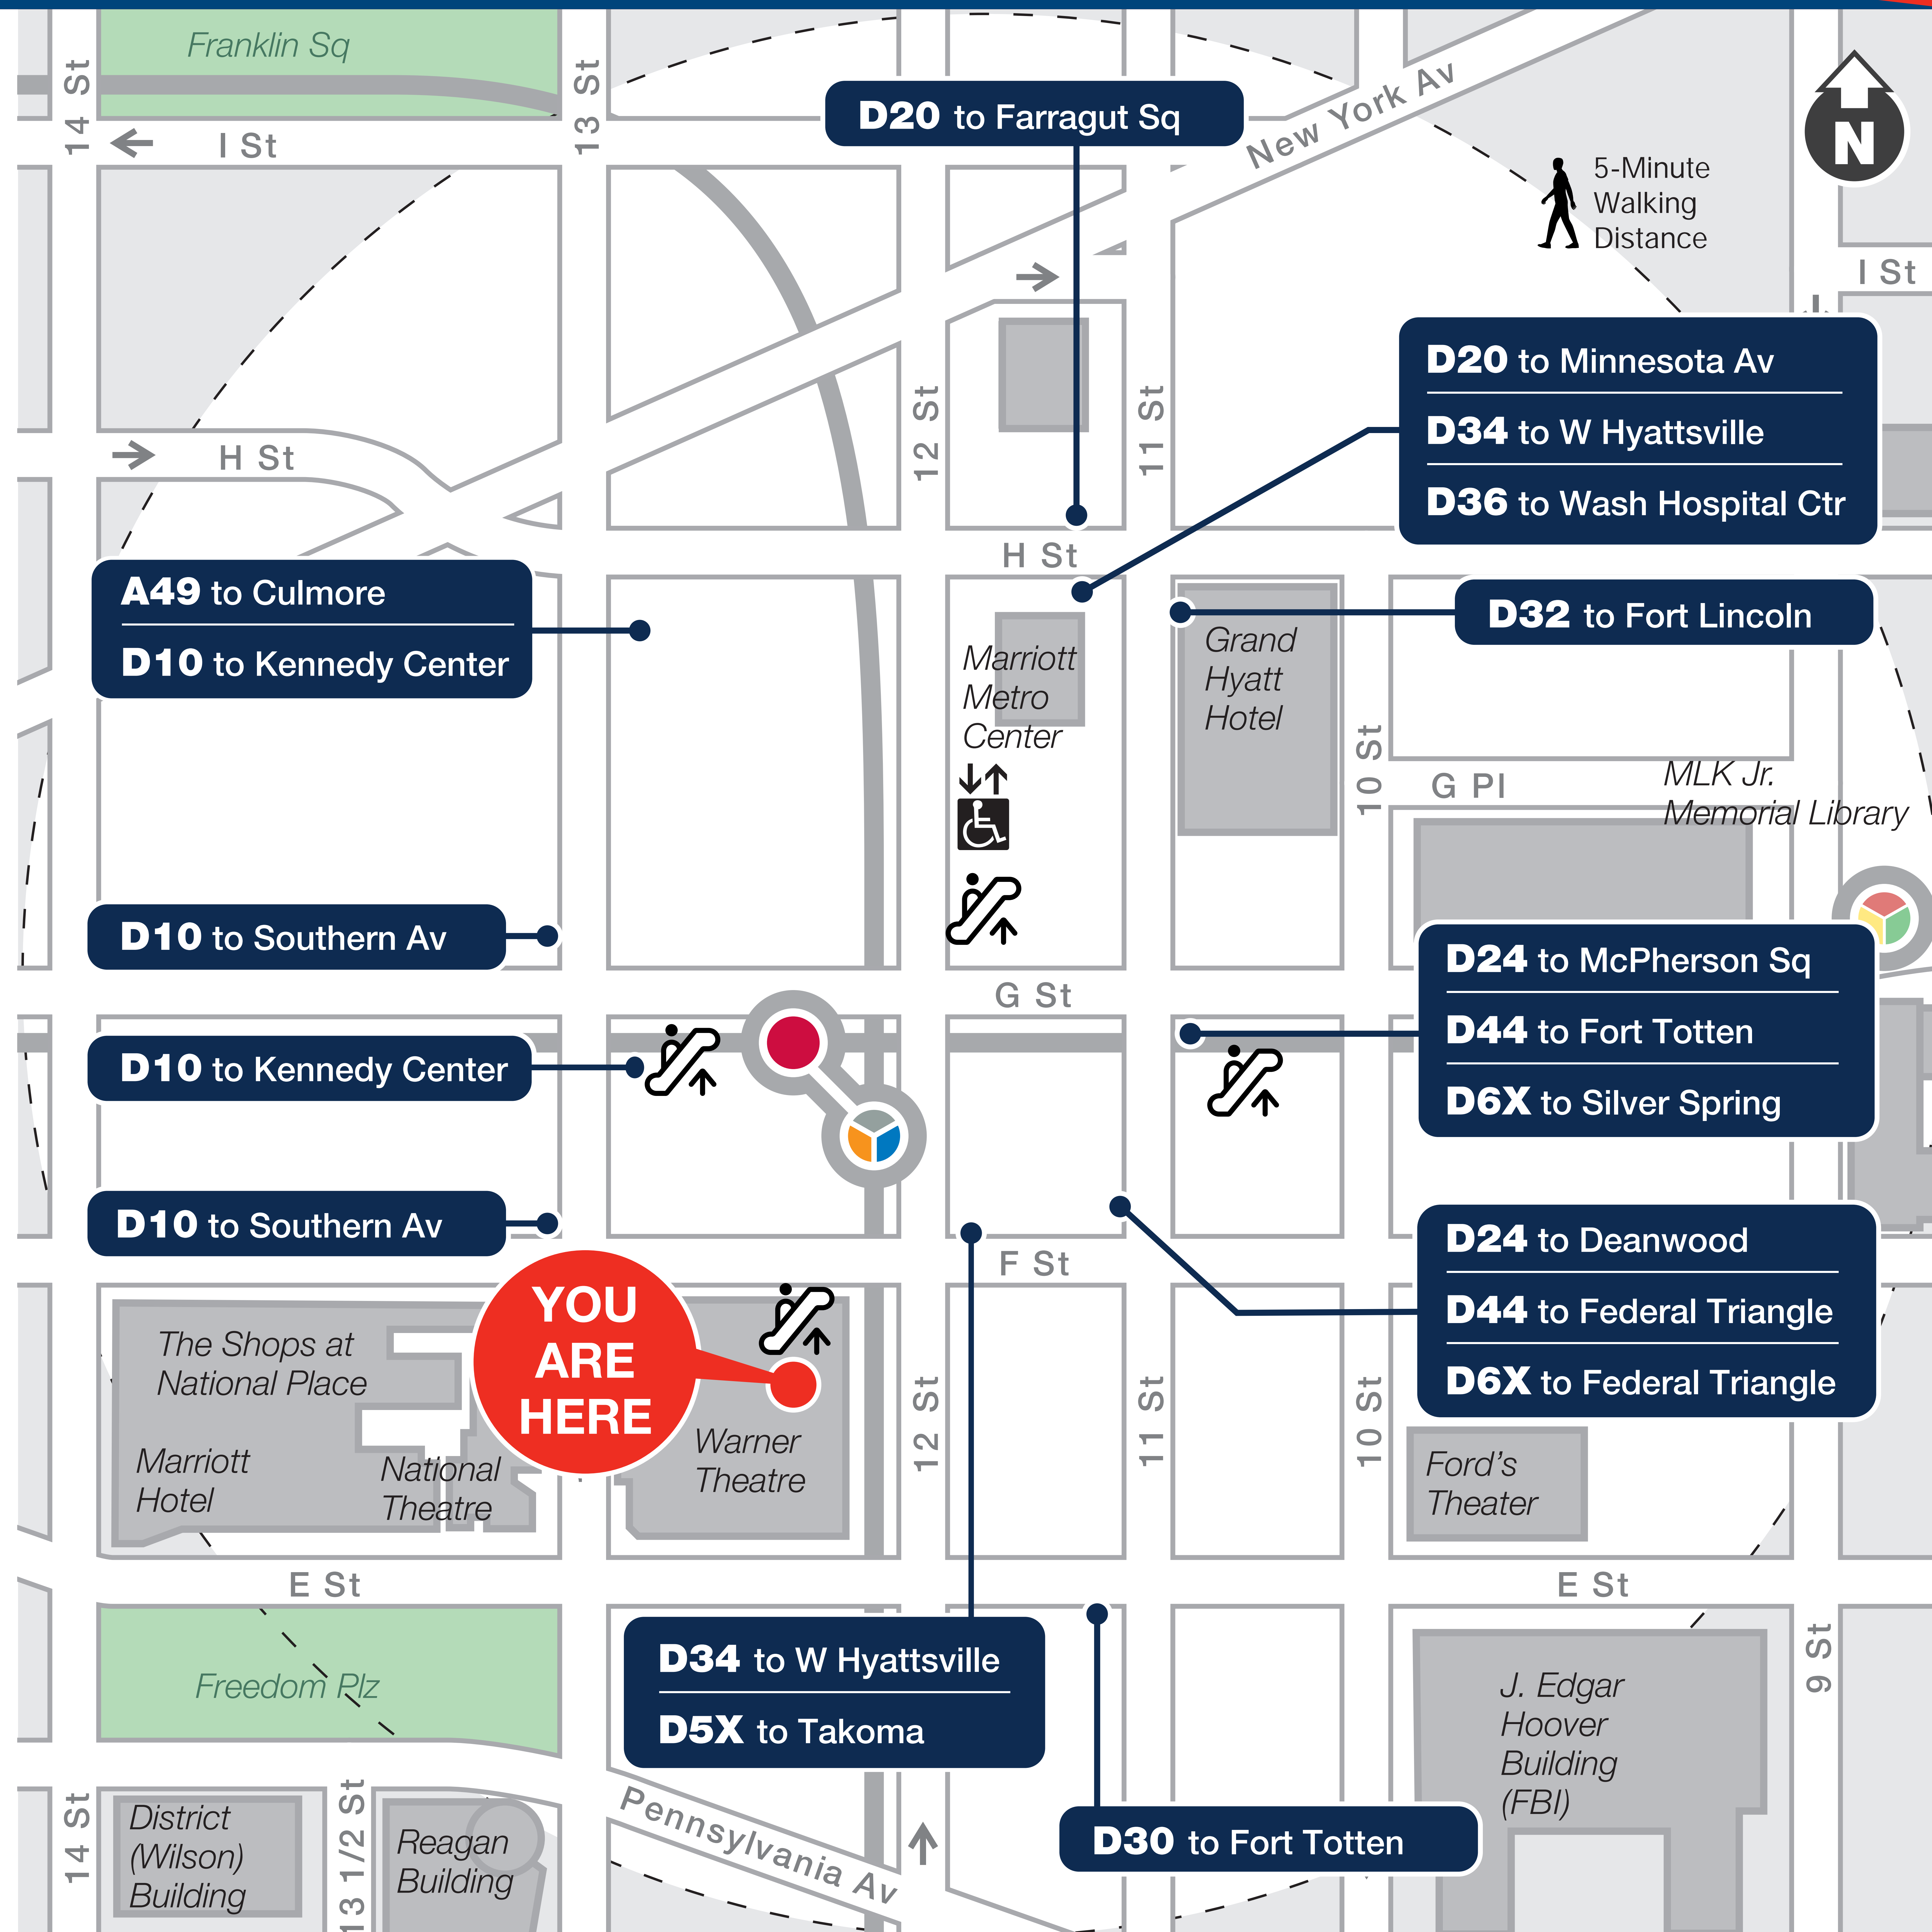 Franklin Sq
14 St
13 St
I St
D20 to Farragut Sq
New York Av
N
5-Minute
Walking
Distance
I St
D20 to Minnesota Av
D34 to W Hyattsville
D36 to Wash Hospital Ctr
12 St
11 St
H St
H St
A49 to Culmore
D10 to Kennedy Center
D32 to Fort Lincoln
Marriott
Metro
Center
Grand
Hyatt
Hotel
10 St
G Pl
MLK Jr.
Memorial Library
D10 to Southern Av
G St
D24 to McPherson Sq
D44 to Fort Totten
D6X to Silver Spring
D10 to Kennedy Center
D10 to Southern Av
F St
D24 to Deanwood
D44 to Federal Triangle
D6X to Federal Triangle
YOU
ARE
HERE
The Shops at
National Place
Marriott
Hotel
National
Theatre
Warner
Theatre
12 St
11 St
10 St
Ford's
Theater
E St
E St
Freedom Plz
D34 to W Hyattsville
D5X to Takoma
9 St
J. Edgar
Hoover
Building
(FBI)
14 St
District
(Wilson)
Building
13 1/2 St
Reagan
Building
Pennsylvania Av
D30 to Fort Totten